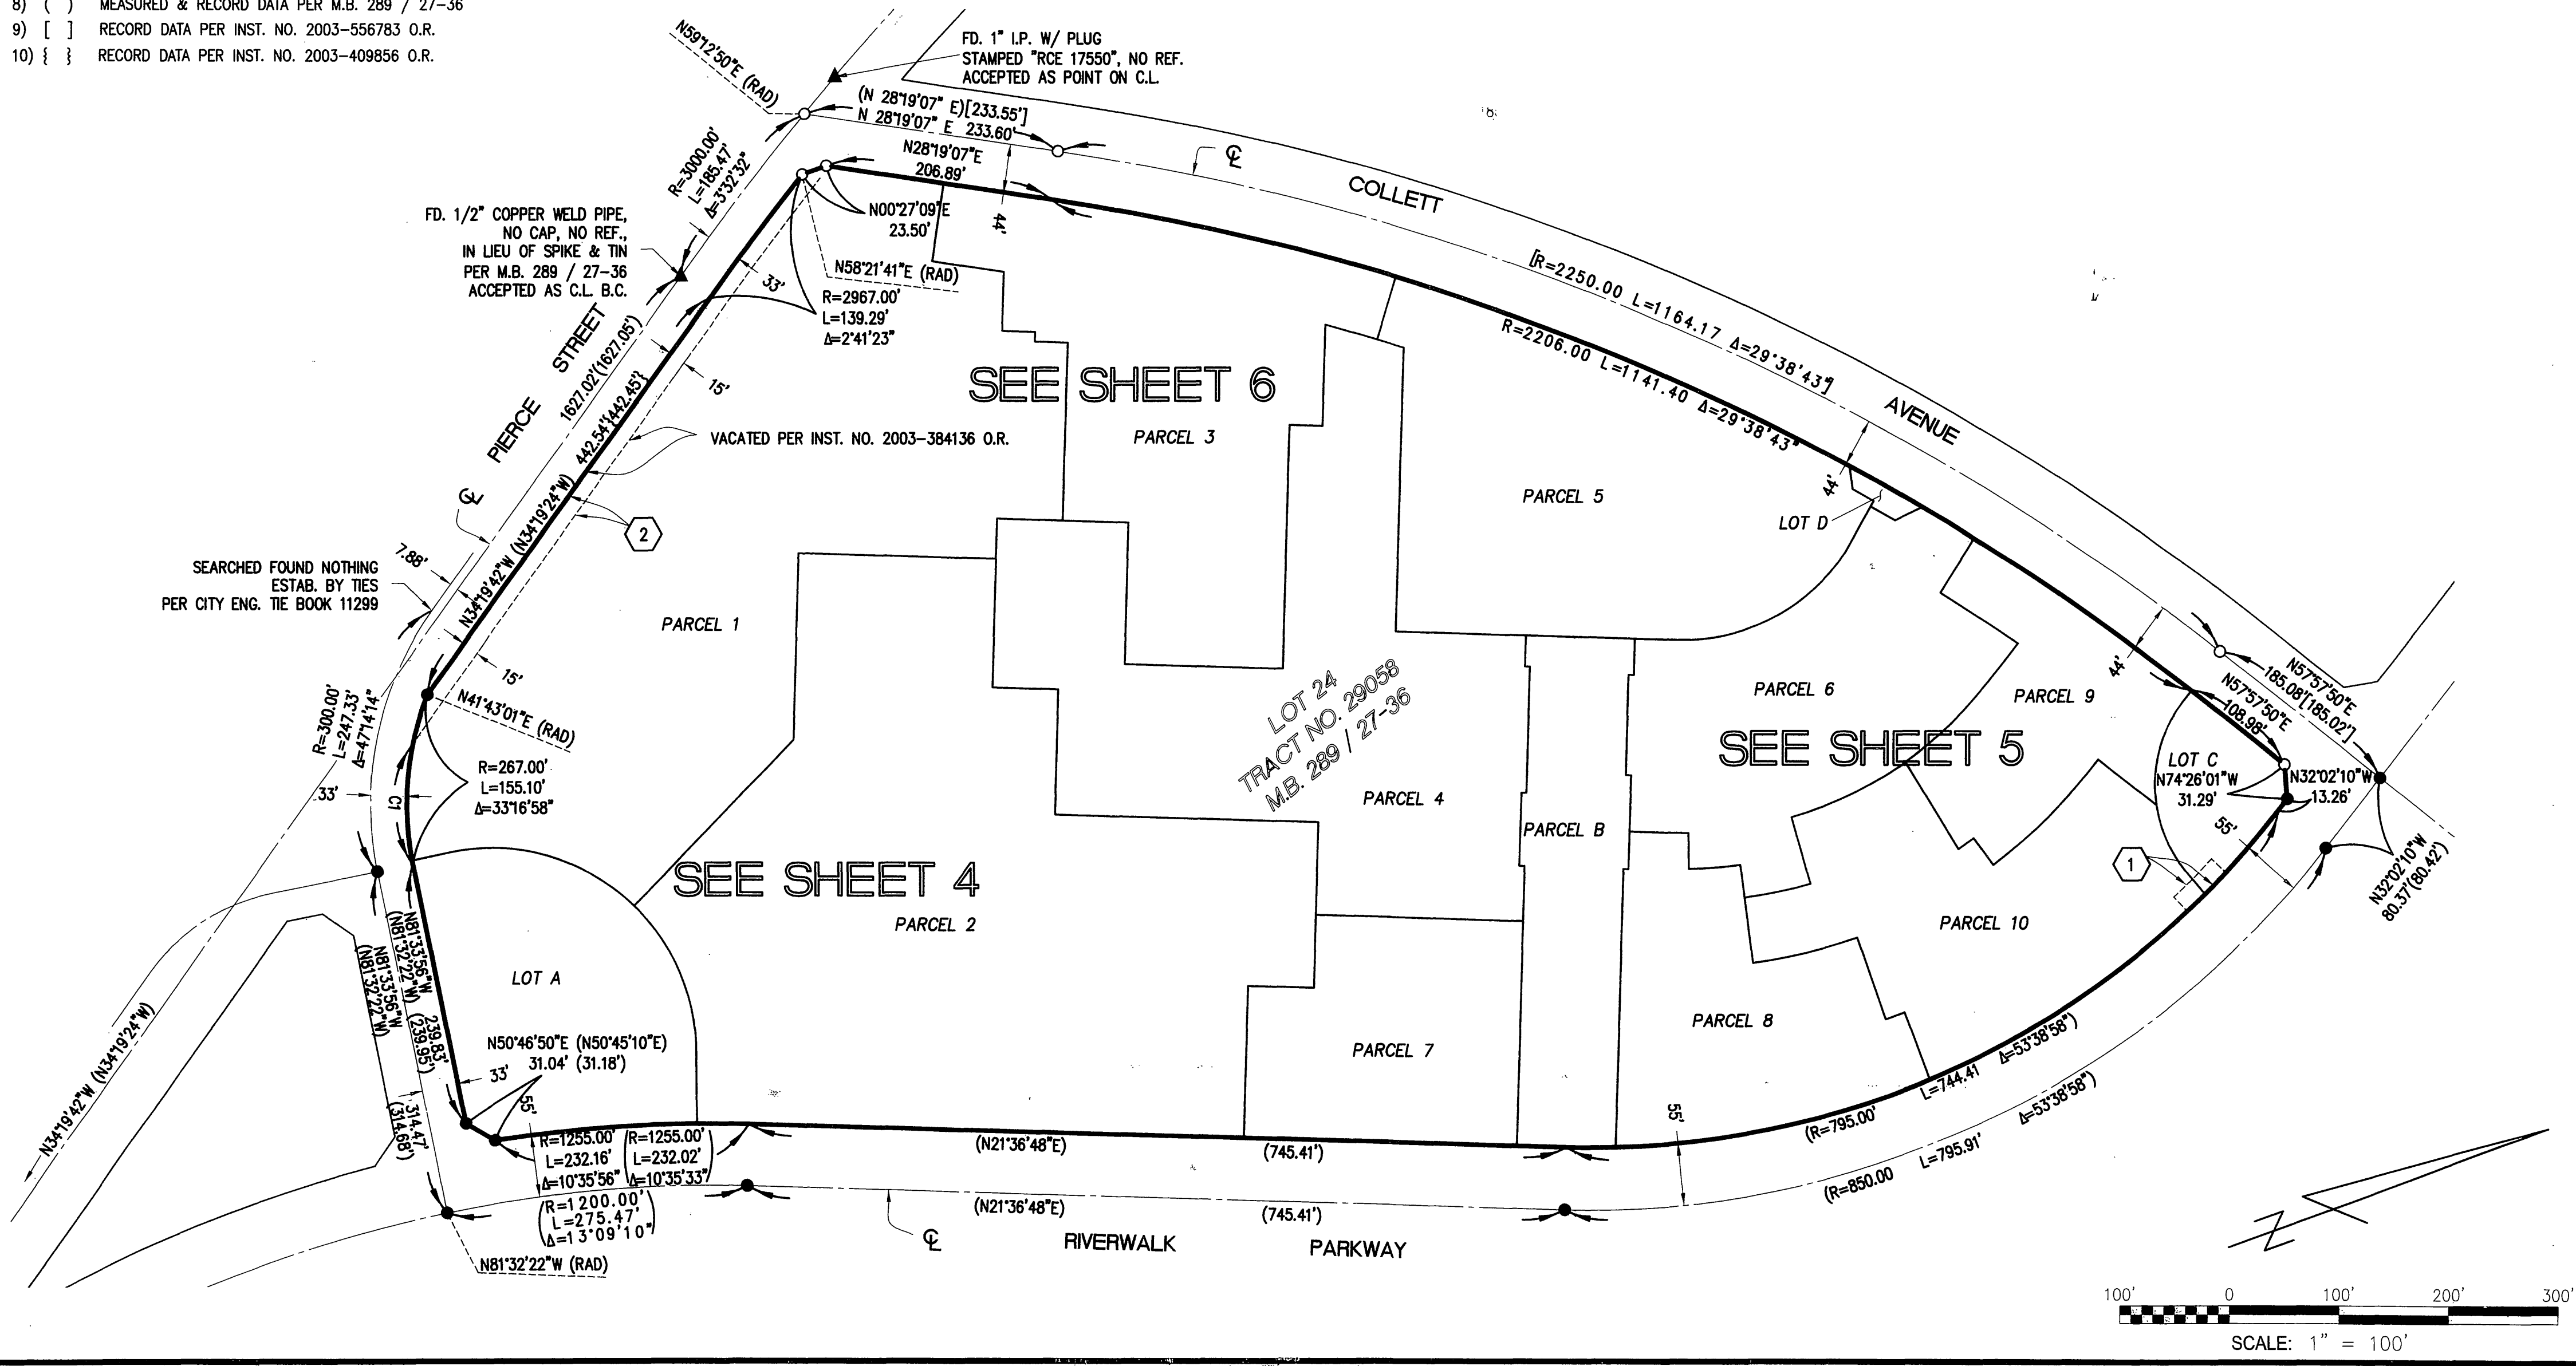 8) ( ) MEASURED & RECORD DATA PER M.B. 289 / 27-36
9) [ ] RECORD DATA PER INST. NO. 2003-556783 O.R.
10) { } RECORD DATA PER INST. NO. 2003-409856 O.R.
N59°12'50"E (RAD)
FD. 1" I.P. W/ PLUG
STAMPED "RCE 17550", NO REF.
ACCEPTED AS POINT ON C.L.
(N 28°19'07" E)[233.55']
N 28°19'07" E 233.60'
N28°19'07"E
206.89'
44'
R=3000.00'
L=185.47'
Δ=3°32'32"
FD. 1/2" COPPER WELD PIPE,
NO CAP, NO REF.,
IN LIEU OF SPIKE & TIN
PER M.B. 289 / 27-36
ACCEPTED AS C.L. B.C.
N00°27'09"E
23.50'
N58°21'41"E (RAD)
33'
R=2967.00'
L=139.29'
Δ=2°41'23"
COLLETT
AVENUE
[R=2250.00 L=1164.17 Δ=29°38'43"]
R=2206.00 L=1141.40 Δ=29°38'43"
PIERCE STREET
1627.02'(1627.05')
442.54'{442.45'}
15'
SEE SHEET 6
PARCEL 3
VACATED PER INST. NO. 2003-384136 O.R.
PARCEL 5
44'
LOT D
2
7.88'
SEARCHED FOUND NOTHING
ESTAB. BY TIES
PER CITY ENG. TIE BOOK 11299
N34°19'42"W (N34°19'24"W)
PARCEL 1
15'
N41°43'01"E (RAD)
R=300.00'
L=247.33'
Δ=47°14'14"
R=267.00'
L=155.10'
Δ=33°16'58"
33'
C1
LOT 24
TRACT NO. 29058
M.B. 289 / 27-36
PARCEL 6
PARCEL 9
44'
N57°57'50"E
185.08'[185.02']
N57°57'50"E
108.98'
SEE SHEET 5
LOT C
N74°26'01"W
31.29'
N32°02'10"W
13.26'
55'
N32°02'10"W
80.37'(80.42')
1
PARCEL 4
PARCEL B
SEE SHEET 4
PARCEL 2
PARCEL 10
LOT A
N81°33'56"W 239.83'
(N81°32'22"W) (239.95')
N81°33'56"W 314.47'
(N81°32'22"W) (314.68')
N34°19'42"W (N34°19'24"W)
N50°46'50"E (N50°45'10"E)
31.04' (31.18')
33'
55'
PARCEL 7
PARCEL 8
55'
L=744.41 Δ=53°38'58")
(R=795.00'
Δ=53°38'58")
(R=850.00 L=795.91'
R=1255.00' (R=1255.00')
L=232.16' (L=232.02')
Δ=10°35'56" (Δ=10°35'33")
(R=1200.00'
L=275.47'
Δ=13°09'10")
N81°32'22"W (RAD)
(N21°36'48"E) (745.41')
(N21°36'48"E) (745.41')
RIVERWALK PARKWAY
N
100' 0 100' 200' 300'
SCALE: 1" = 100'